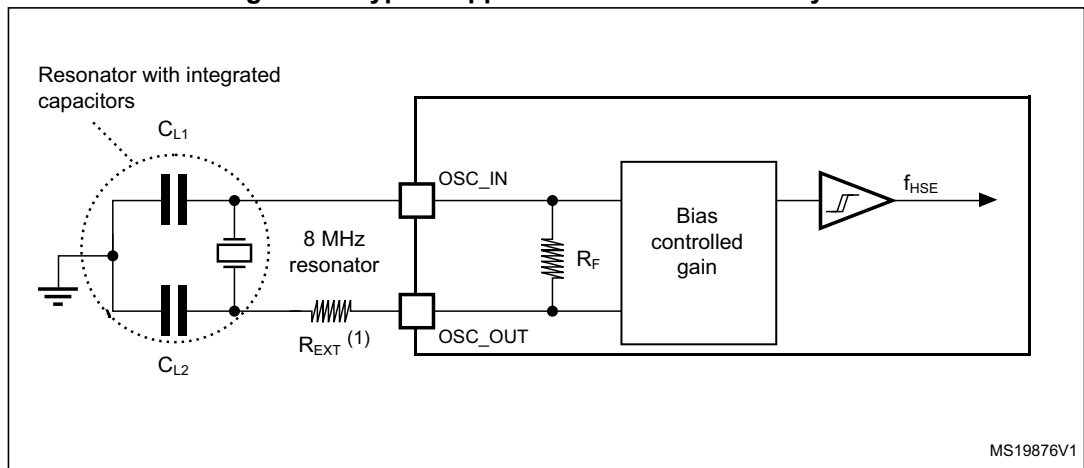 Resonator with integrated
capacitors
CL1
OSC_IN
fHSE
8 MHz
resonator
RF
Bias
controlled
gain
REXT (1)
OSC_OUT
CL2
MS19876V1